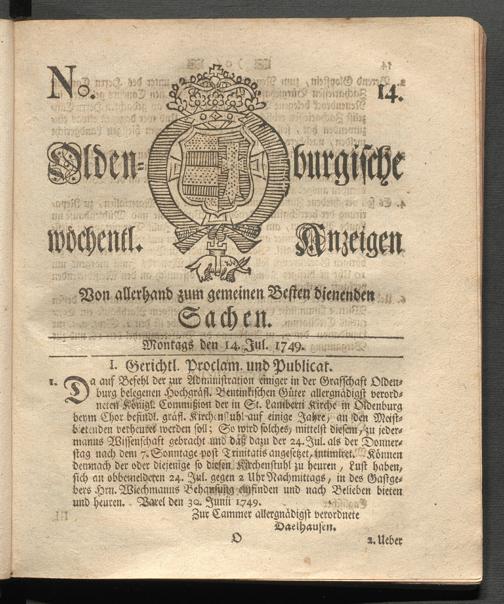 No. 14.
Olden= burgische
wöchentl. Anzeigen
Von allerhand zum gemeinen Besten dienenden
Sachen.
Montags den 14. Jul. 1749.
I. Gerichtl. Proclam. und Publicat.
1. Da auf Befehl der zur Administration einiger in der Graffschaft Olden-
burg belegenen Hochgräfl. Bentinkischen Güter allergnädigst verord-
neten Königl. Commißion der in St. Lamberti Kirche in Oldenburg
beym Chor befindl. gräfl. Kirchnstuhl auf einige Jahre, an den Meist-
bietenden verheuret werden soll; So wird solches, mittelst diesem, zu jeder-
manns Wissenschaft gebracht und daß dazu der 24. Jul. als der Donner-
stag nach dem 7. Sonntage post Trinitatis angesetzet, intimiret. Können
demnach der oder diejenige so diesen Kirchenstuhl zu heuren, Lust haben,
sich an obbemeldeten 24. Jul. gegen 2 Uhr Nachmittags, in des Gastge-
bers Hrn. Wiechmanns Behausung einfinden und nach Belieben bieten
und heuren. Varel den 30. Junii 1749.
Zur Cammer allergnädigst verordnete
Daelhausen.
O 2. Ueber